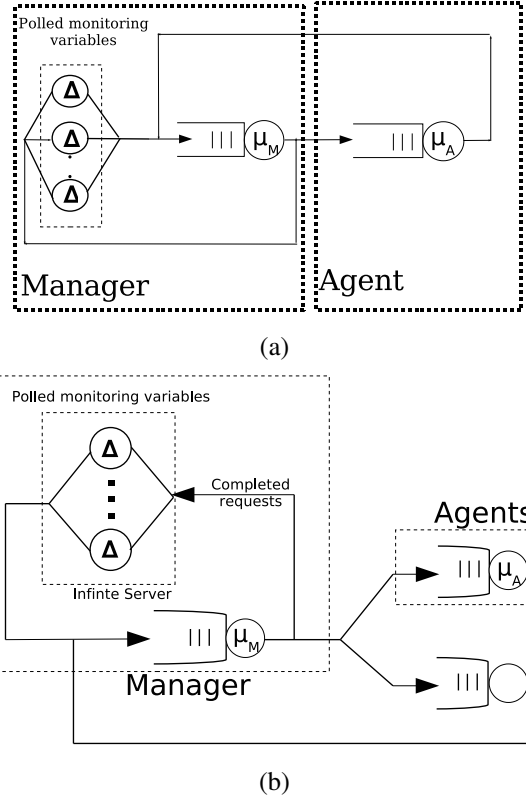 Polled monitoring
variables
Δ
Δ
Δ
μM
μA
Manager
Agent
(a)
Polled monitoring variables
Δ
Δ
Completed
requests
Infinte Server
Agents
μA
μM
Manager
(b)